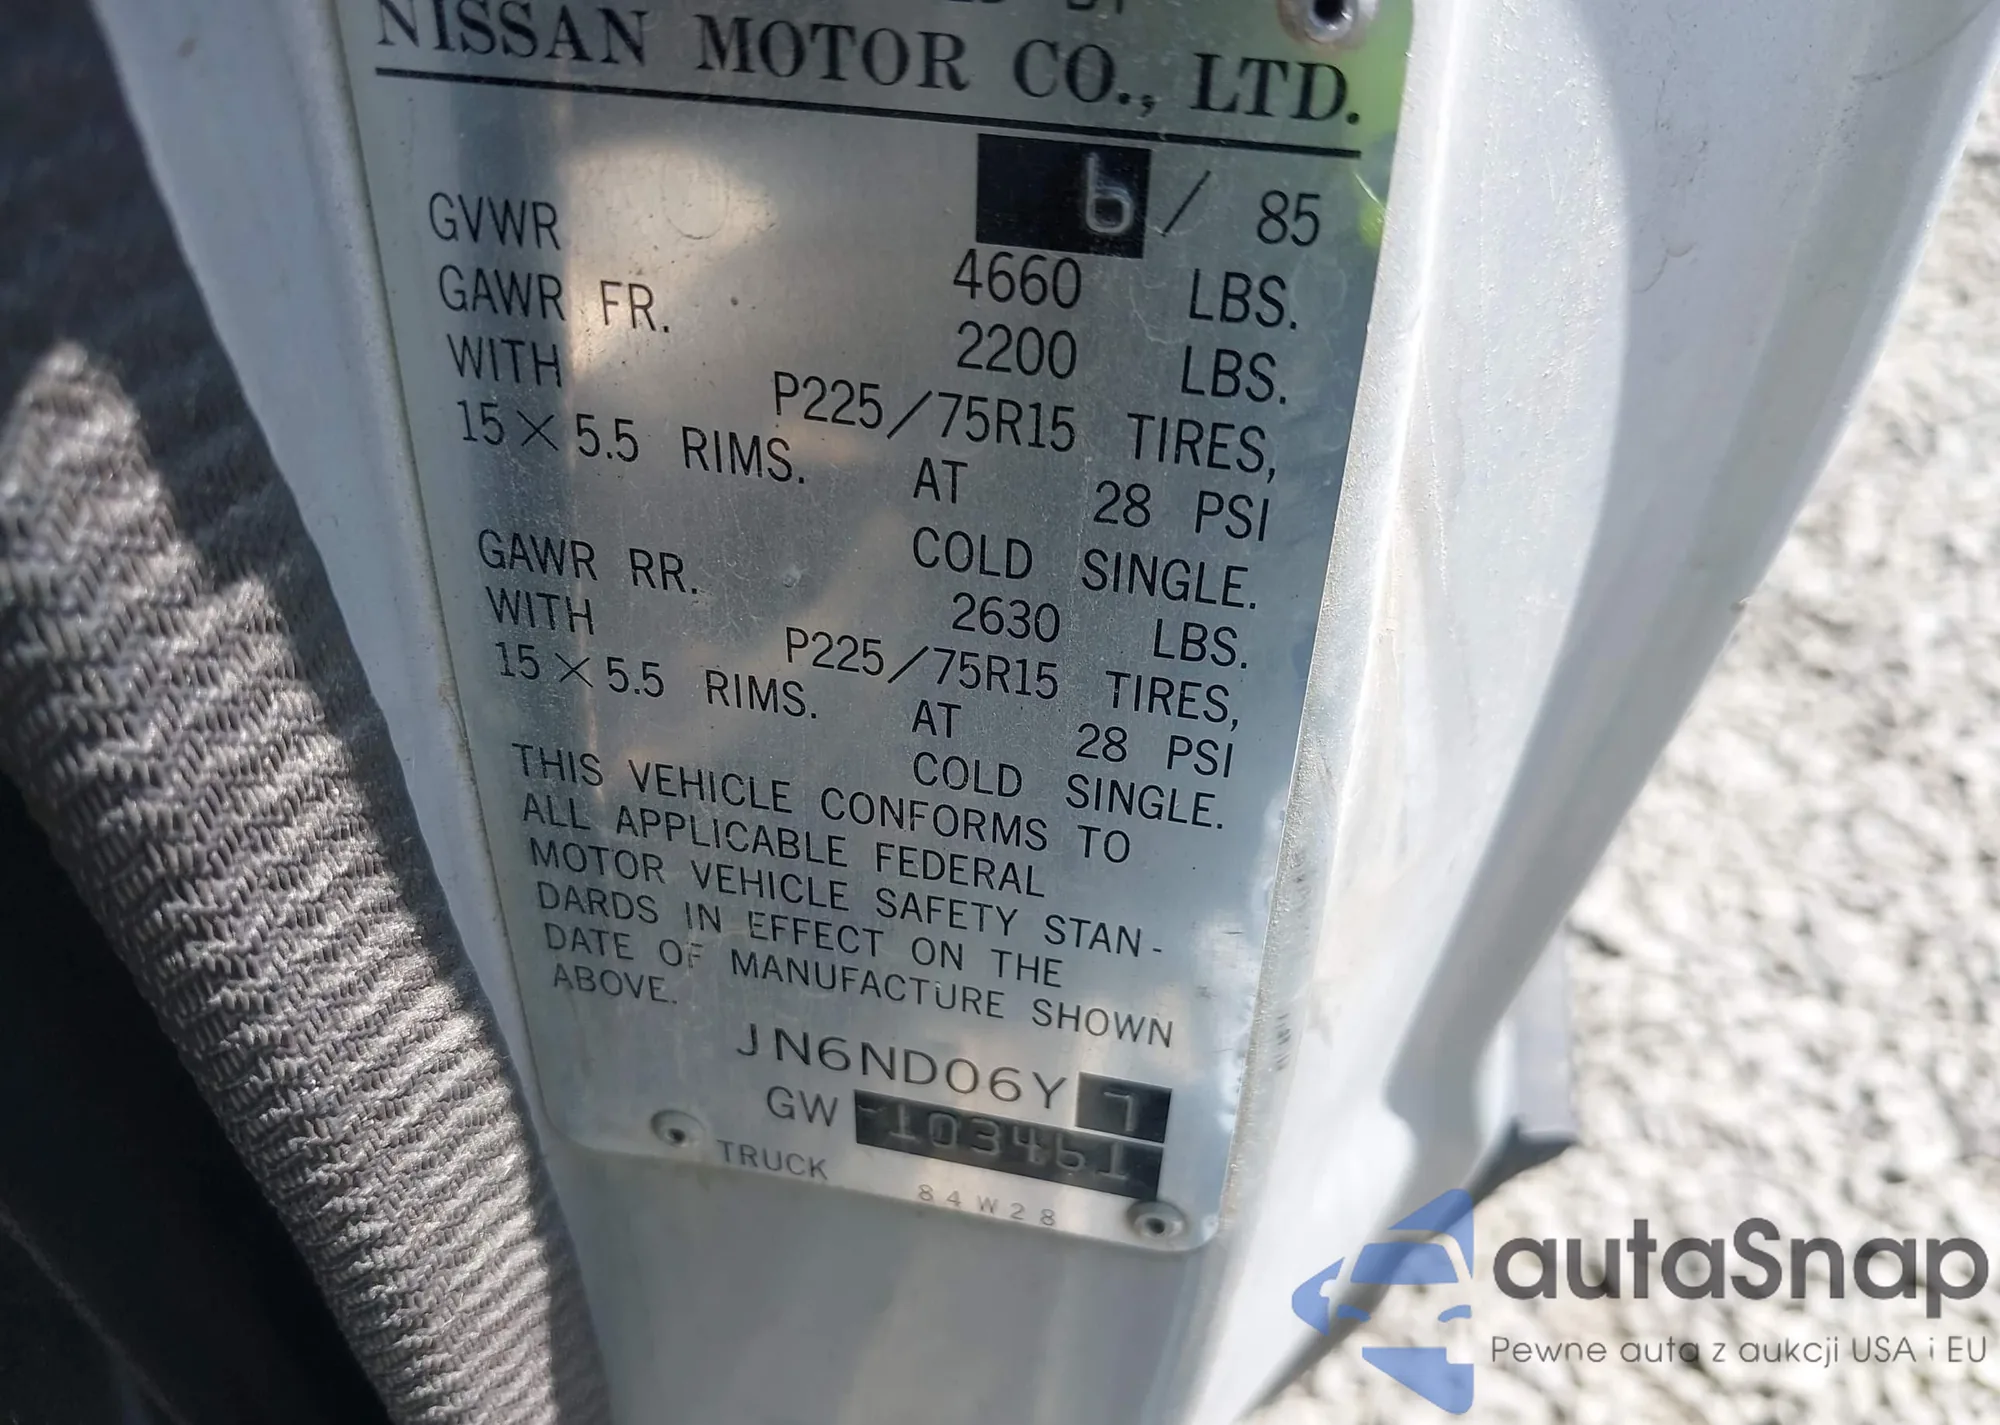 NISSAN MOTOR CO., LTD.
6 / 85
GVWR 4660 LBS.
GAWR FR. 2200 LBS.
WITH P225/75R15 TIRES,
15 × 5.5 RIMS. AT 28 PSI
COLD SINGLE.
GAWR RR. 2630 LBS.
WITH P225/75R15 TIRES,
15 × 5.5 RIMS. AT 28 PSI
COLD SINGLE.
THIS VEHICLE CONFORMS TO
ALL APPLICABLE FEDERAL
MOTOR VEHICLE SAFETY STAN-
DARDS IN EFFECT ON THE
DATE OF MANUFACTURE SHOWN
ABOVE.
JN6ND06Y7
GW
TRUCK
84W28
autaSnap
Pewne auta z aukcji USA i EU